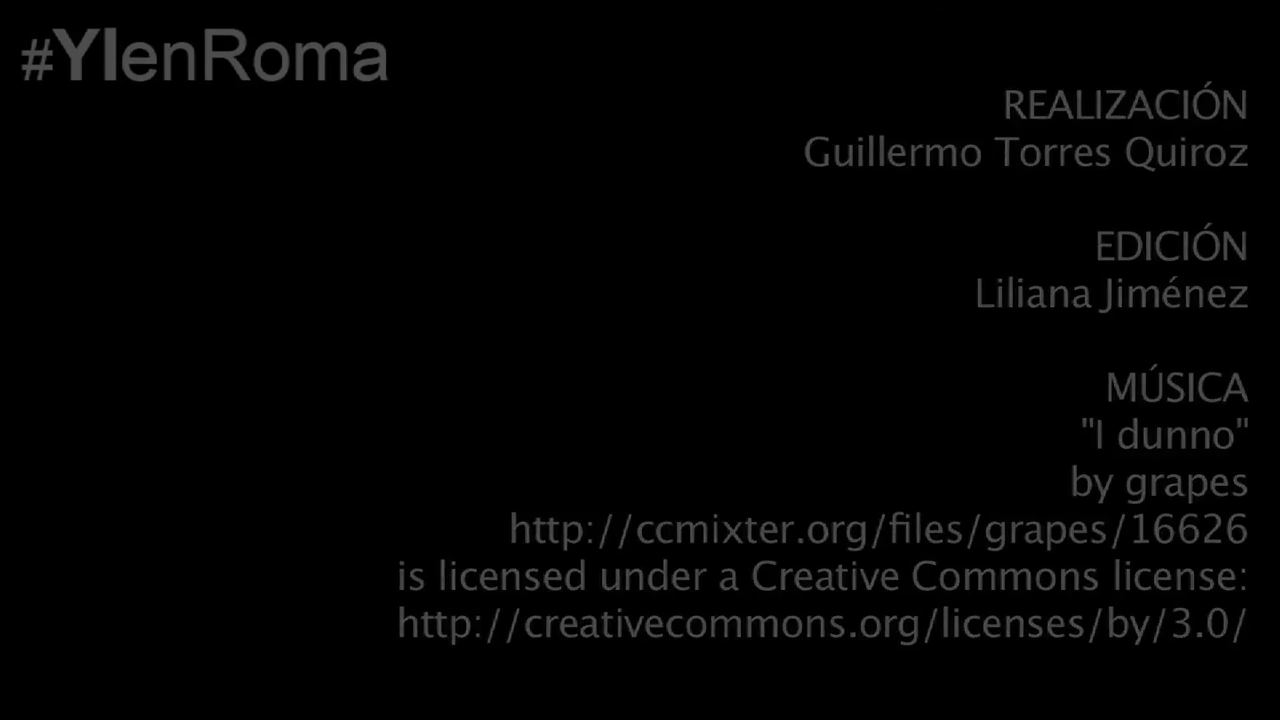 #YIenRoma
REALIZACIÓN
Guillermo Torres Quiroz
EDICIÓN
Liliana Jiménez
MÚSICA
"I dunno"
by grapes
http://ccmixter.org/files/grapes/16626
is licensed under a Creative Commons license:
http://creativecommons.org/licenses/by/3.0/